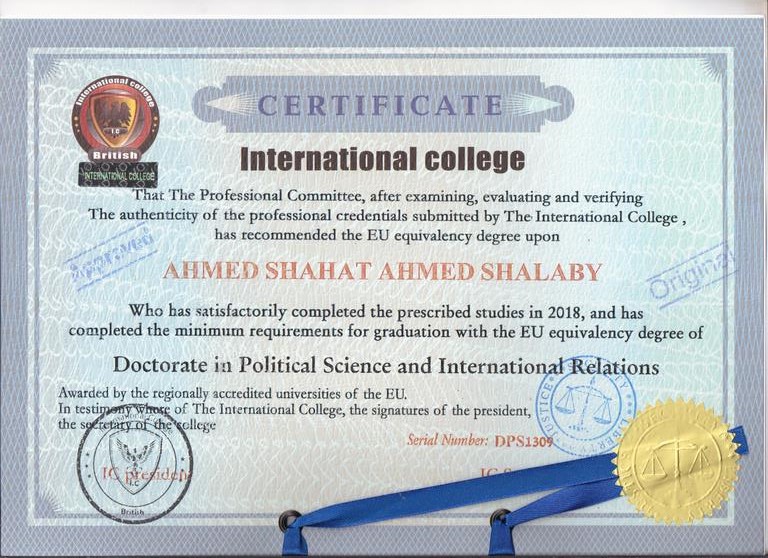 International college
I.C
British
INTERNATIONAL COLLEGE
CERTIFICATE
International college
That The Professional Committee, after examining, evaluating and verifying
The authenticity of the professional credentials submitted by The International College ,
has recommended the EU equivalency degree upon
Approved
AHMED SHAHAT AHMED SHALABY
Original
Who has satisfactorily completed the prescribed studies in 2018, and has
completed the minimum requirements for graduation with the EU equivalency degree of
Doctorate in Political Science and International Relations
Awarded by the regionally accredited universities of the EU.
In testimony whose of The International College, the signatures of the president,
the secretary of the college
Serial Number: DPS1309
JUSTICE
LIBERTY
IC president
I.C
British
IC